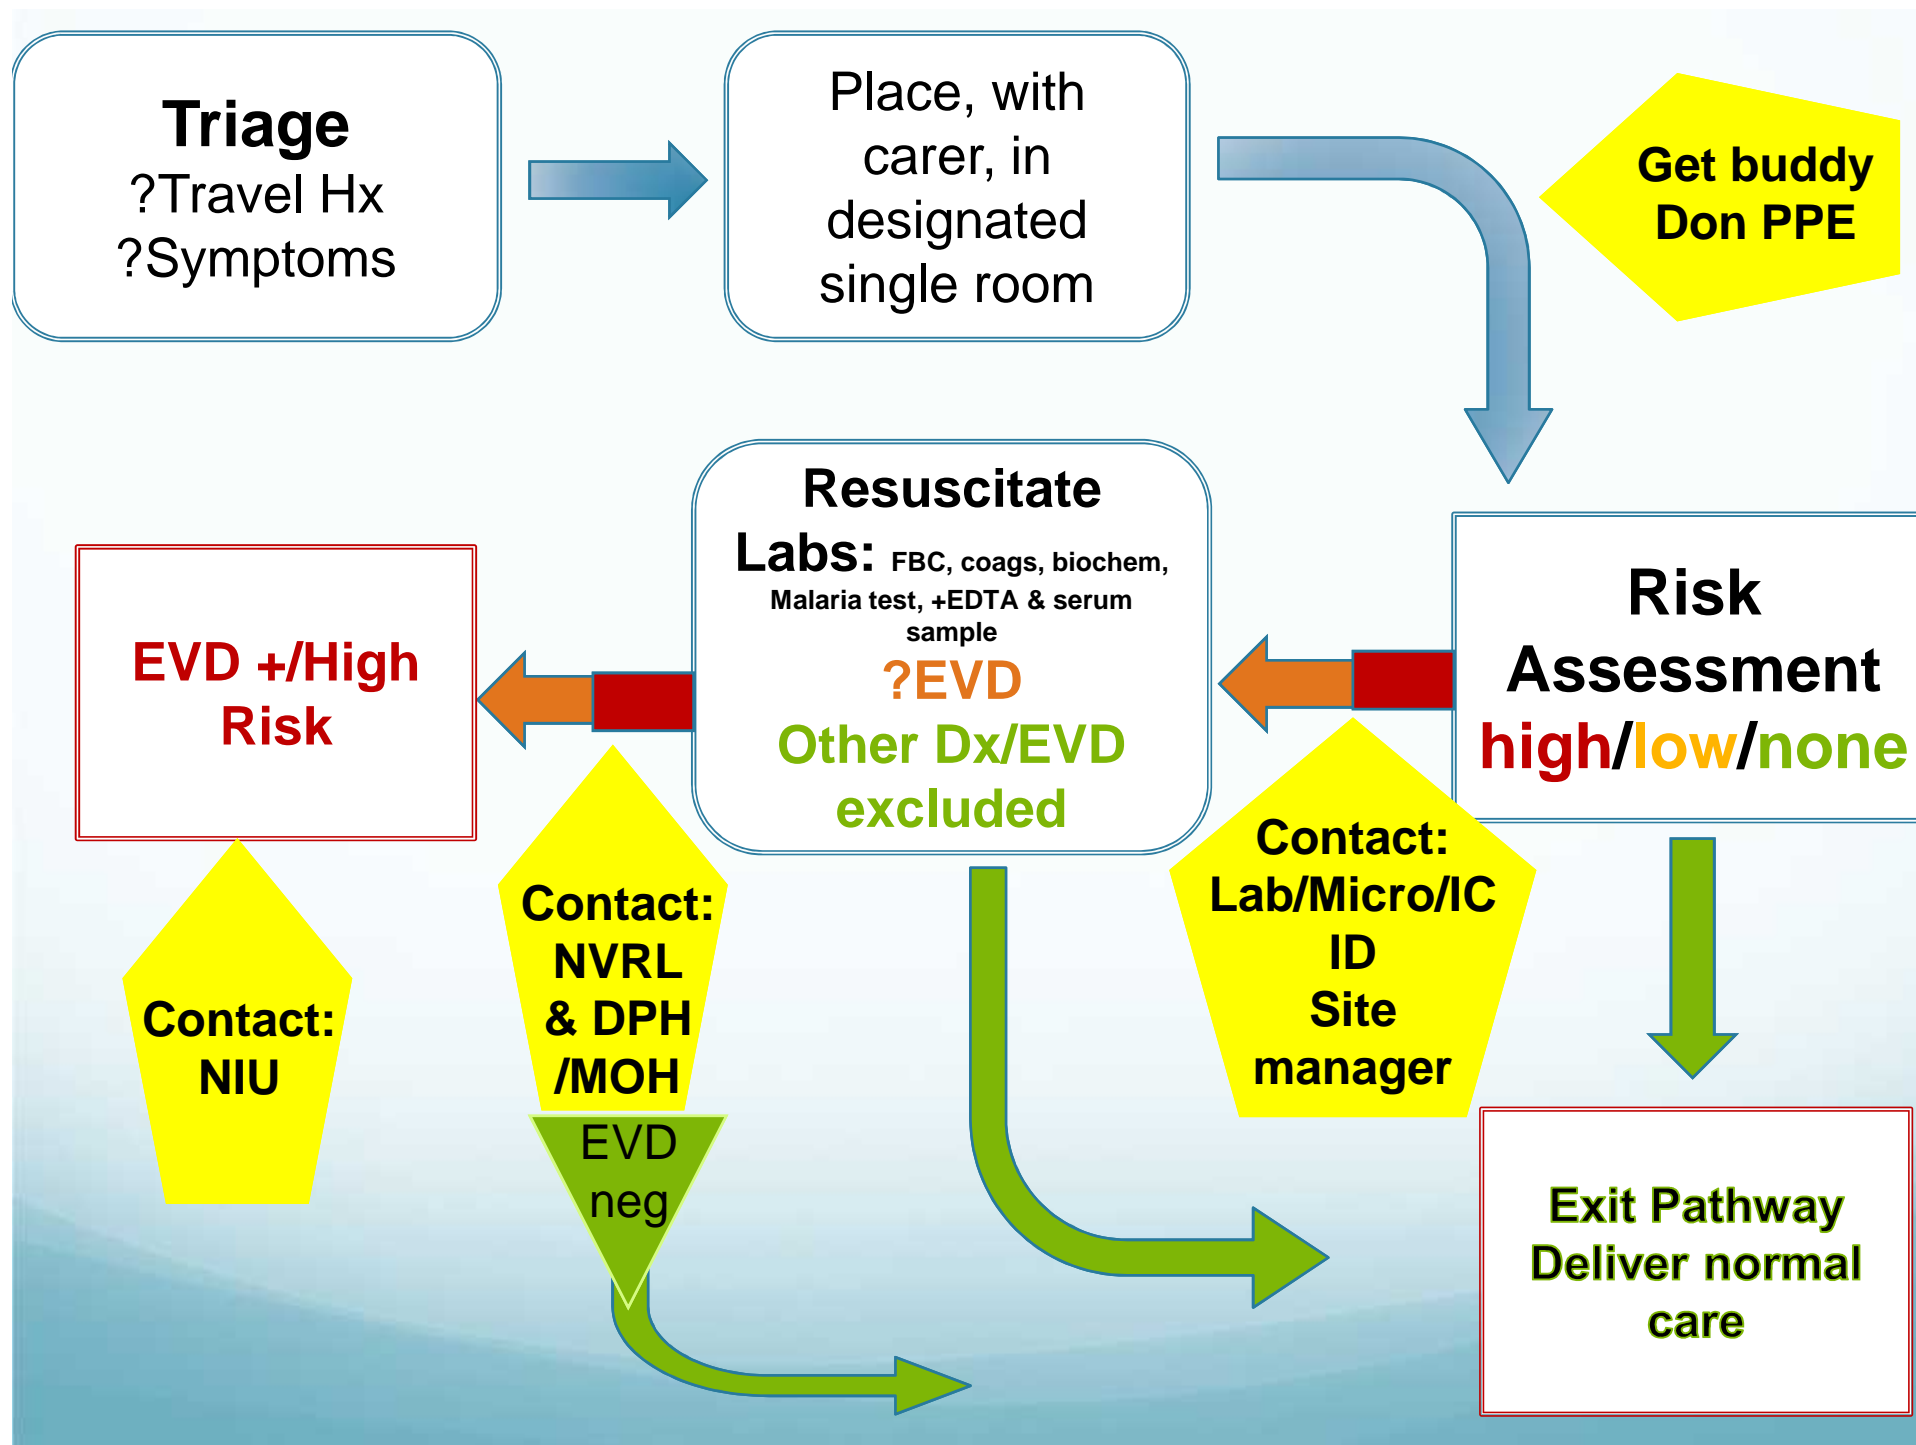 Triage
?Travel Hx
?Symptoms
Place, with
carer, in
designated
single room
Get buddy
Don PPE
Risk
Assessment
high/low/none
Resuscitate
Labs: FBC, coags, biochem,
Malaria test, +EDTA & serum
sample
?EVD
Other Dx/EVD
excluded
EVD +/High
Risk
Contact:
Lab/Micro/IC
ID
Site
manager
Contact:
NVRL
& DPH
/MOH
Contact:
NIU
EVD
neg
Exit Pathway
Deliver normal
care